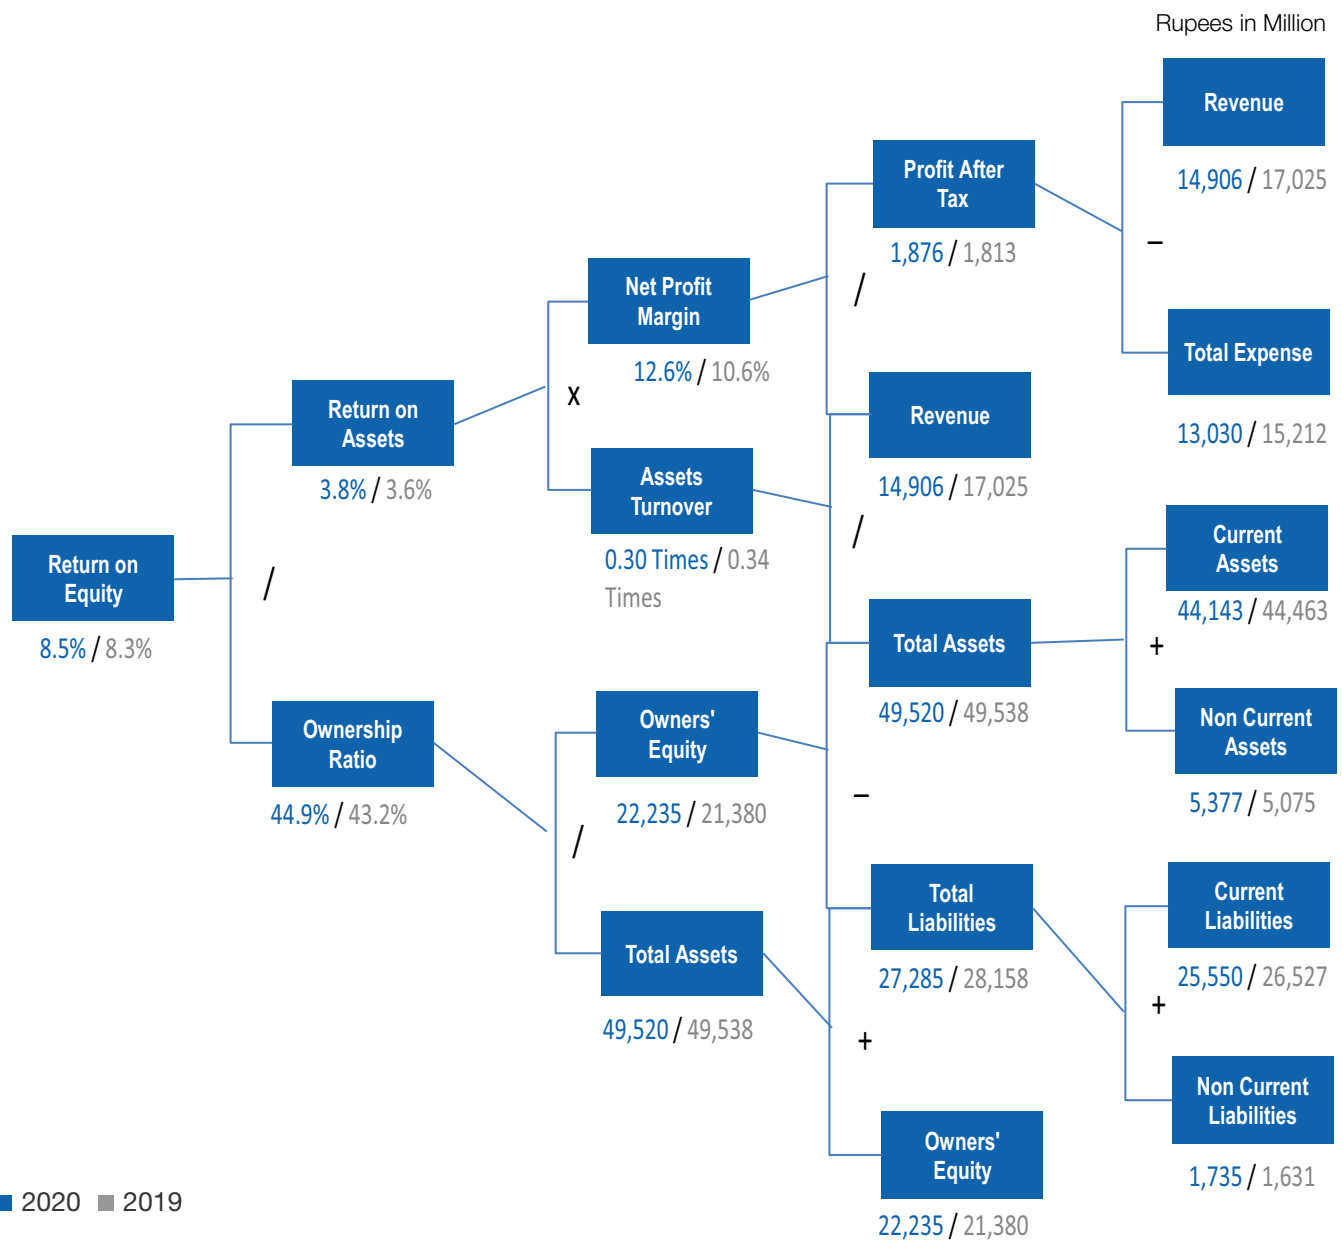 Rupees in Million
Revenue
14,906 / 17,025
–
Total Expense
13,030 / 15,212
Profit After
Tax
1,876 / 1,813
/
Revenue
14,906 / 17,025
/
Net Profit
Margin
12.6% / 10.6%
x
Assets
Turnover
0.30 Times / 0.34
Times
Return on
Assets
3.8% / 3.6%
Return on
Equity
8.5% / 8.3%
/
Ownership
Ratio
44.9% / 43.2%
Owners'
Equity
22,235 / 21,380
/
Total Assets
49,520 / 49,538
Total Assets
49,520 / 49,538
–
Total
Liabilities
27,285 / 28,158
+
Owners'
Equity
22,235 / 21,380
Current
Assets
44,143 / 44,463
+
Non Current
Assets
5,377 / 5,075
Current
Liabilities
25,550 / 26,527
+
Non Current
Liabilities
1,735 / 1,631
2020 2019